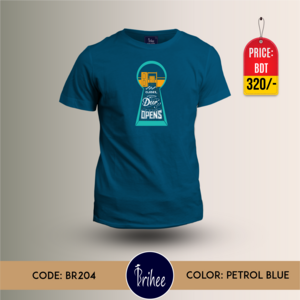 PRICE:
BDT
320/-
Door
OPENS
CODE: BR204
Brihee
COLOR: PETROL BLUE